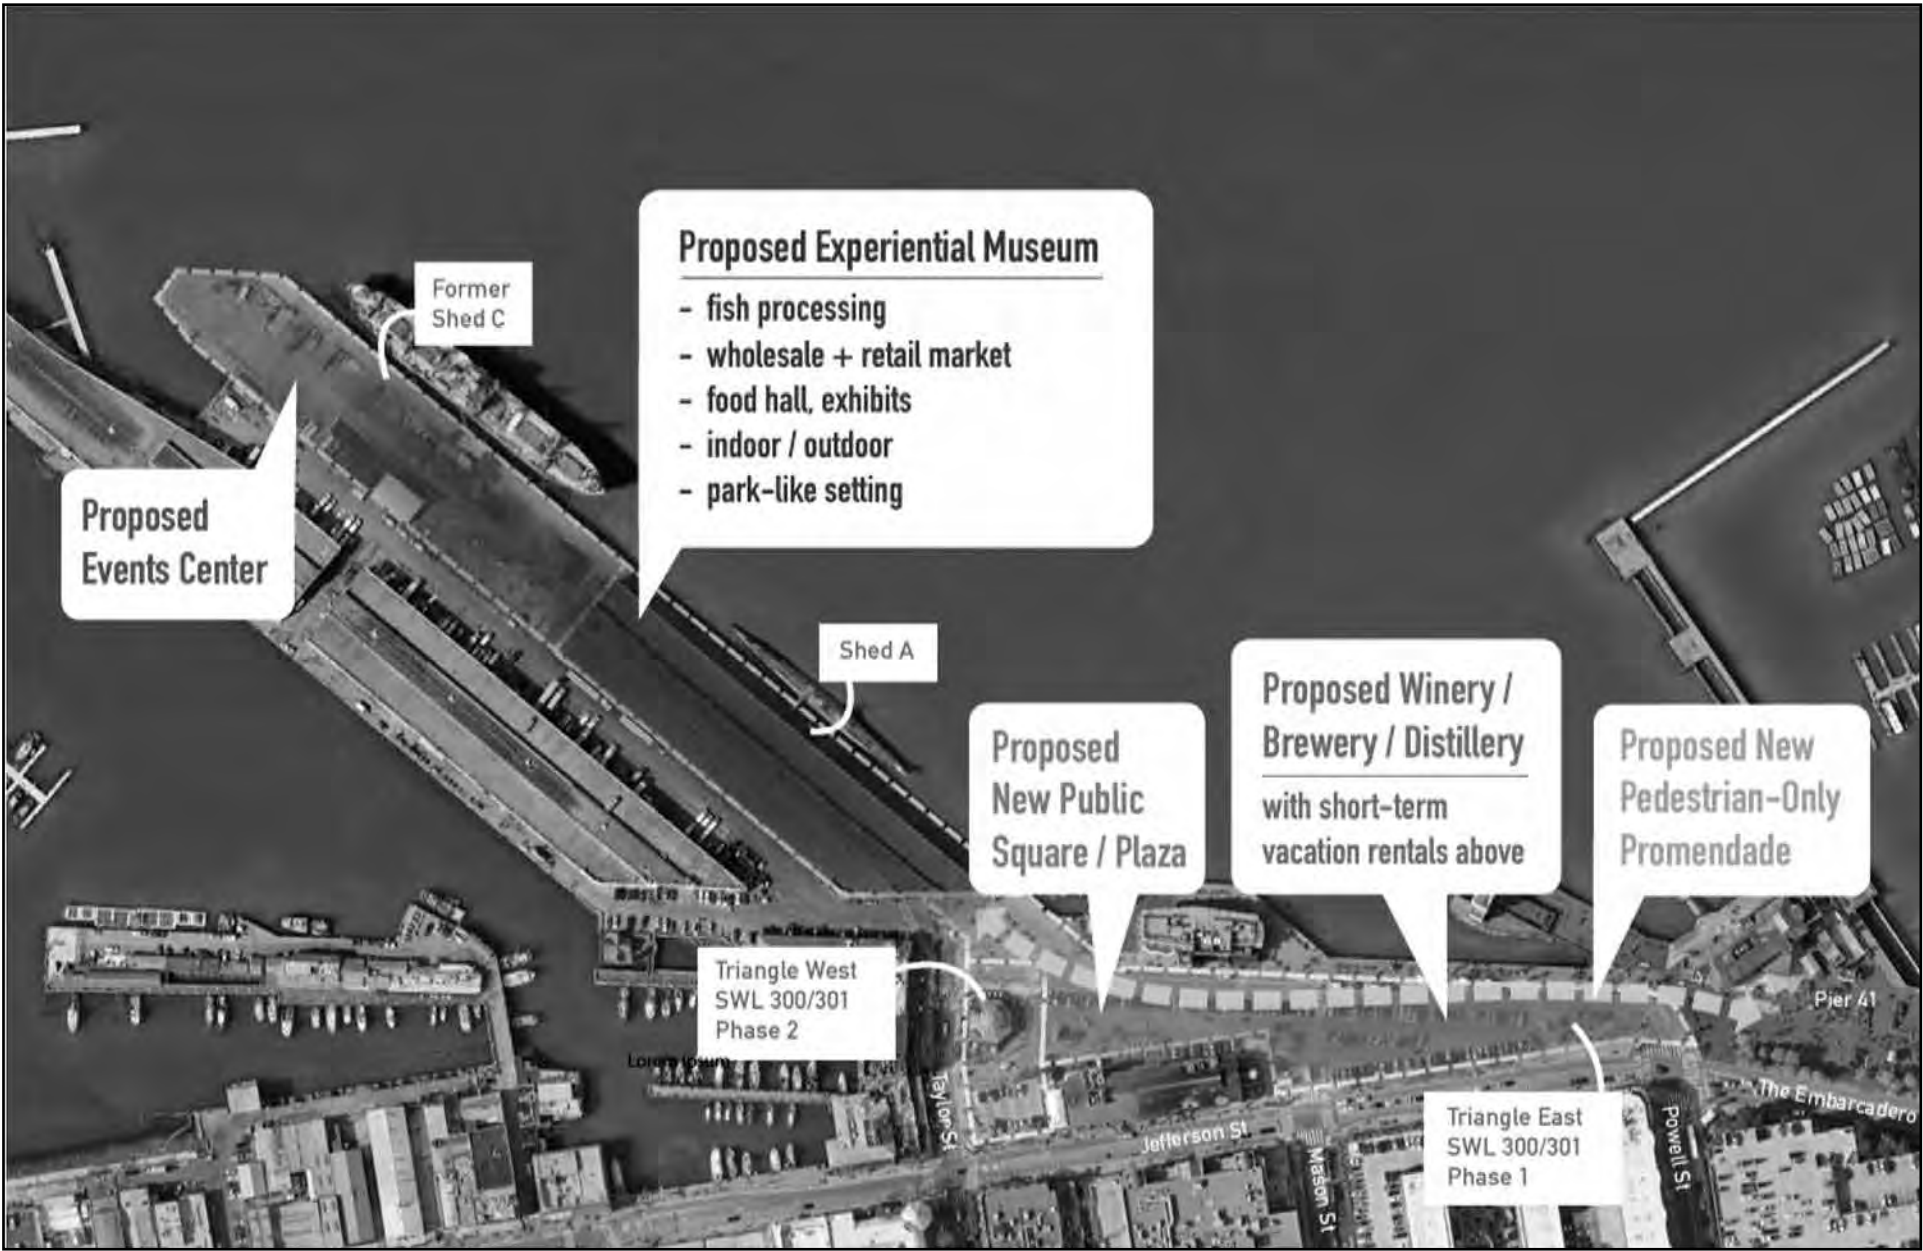 Former
Shed C
Proposed Experiential Museum
- fish processing
- wholesale + retail market
- food hall, exhibits
- indoor / outdoor
- park-like setting
Proposed
Events Center
Shed A
Proposed
New Public
Square / Plaza
Proposed Winery /
Brewery / Distillery
with short-term
vacation rentals above
Proposed New
Pedestrian-Only
Promendade
Triangle West
SWL 300/301
Phase 2
Pier 41
Lorem Ipsum
Taylor St
Jefferson St
Mason St
Triangle East
SWL 300/301
Phase 1
Powell St
The Embarcadero